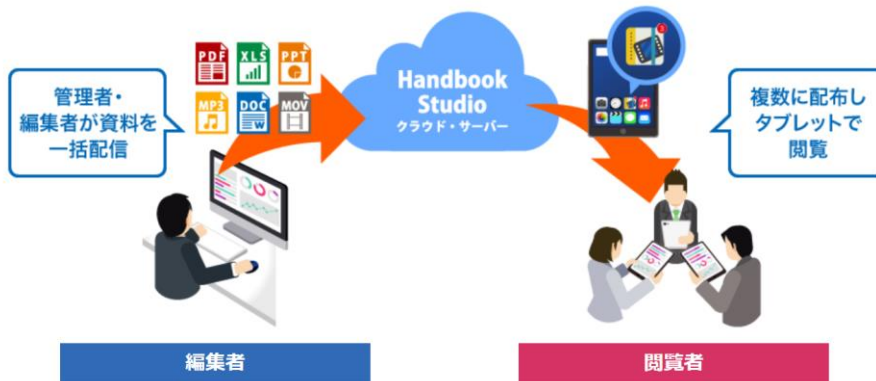 PDF
XLS
PPT
MP3
DOC
MOV
管理者・
編集者が資料を
一括配信
Handbook
Studio
クラウド・サーバー
3
複数に配布し
タブレットで
閲覧
編集者
閲覧者